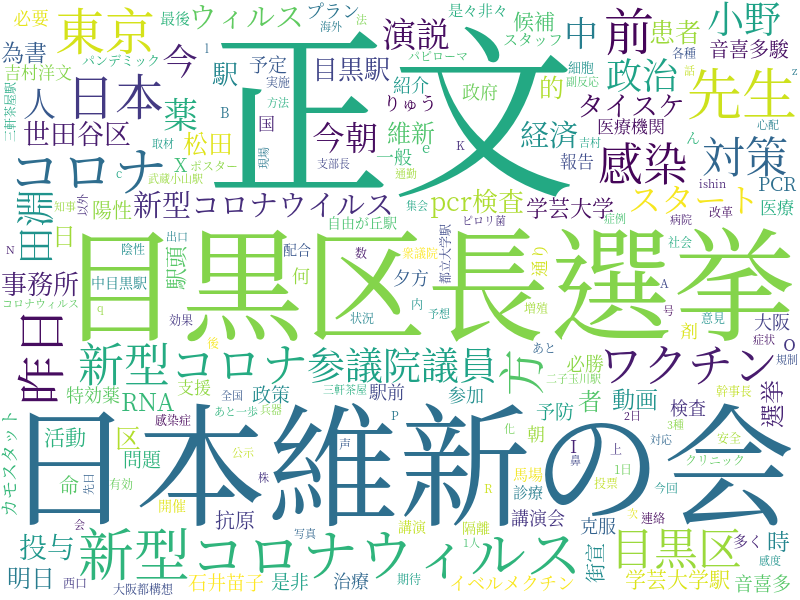 必要
最後
ウィルス
プラン
海外
是々非々
法
候補
小野
東京
パンデミック
l
正文
演説
前
スタッフ
患者
為書
今
駅
予定
目黒駅
中
音喜多駿
吉村洋文
実施
紹介
細胞
政治
各種
z
三軒茶屋駅
日本
人
薬
B
方法
りゅう
政府
的
副反応
タイスケ
話
先生
心配
世田谷区
松田
国
今朝
維新
経済
医療機関
ん
取材
ポスター
現場
支部長
一般
e
報告
吉村
コロナ
X
K
感染
対策
c
武蔵小山駅
通勤
pcr検査
スタート
ishin
PCR
田淵
知事
以外
陽性
新型コロナウイルス
集会
ピロリ菌
学芸大学
症例
病院
改革
医療
日
自由が丘駅
N
事務所
陰性
出口
駅頭
配合
数
衆議院
都立大学駅
通り
社会
コロナウィルス
中目黒駅
何
夕方
目黒区長選挙
q
効果
状況
内
予想
増殖
A
号
意見
症状
昨日
後
あと
剤
大阪
O
規制
新型コロナ
参議院議員
方
必勝
二子玉川駅
ワクチン
特効薬
支援
全国
三軒茶屋
駅前
参加
者
動画
幹事長
RNA
政策
あと一歩
兵器
P
予防
検査
2日
選挙
3種
カモスタット
活動
区
感染症
日本維新の会
声
化
朝
I
上
対応
安全
問題
公示
鼻
1日
クリニック
命
先日
有効
株
R
馬場
診療
投票
今回
開催
会
抗原
写真
講演
隔離
講演会
克服
次
連絡
多く
時
投与
新型コロナウィルス
1人
街宣
目黒区
感度
明日
西口
大阪都構想
石井苗子
是非
治療
期待
イベルメクチン
学芸大学駅
音喜多